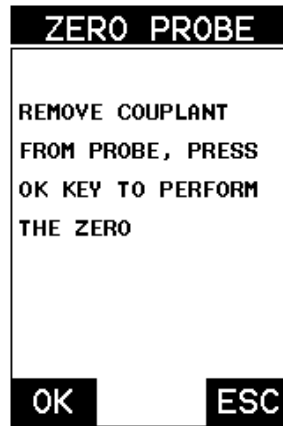 ZERO PROBE
REMOVE COUPLANT
FROM PROBE, PRESS
OK KEY TO PERFORM
THE ZERO
OK ESC